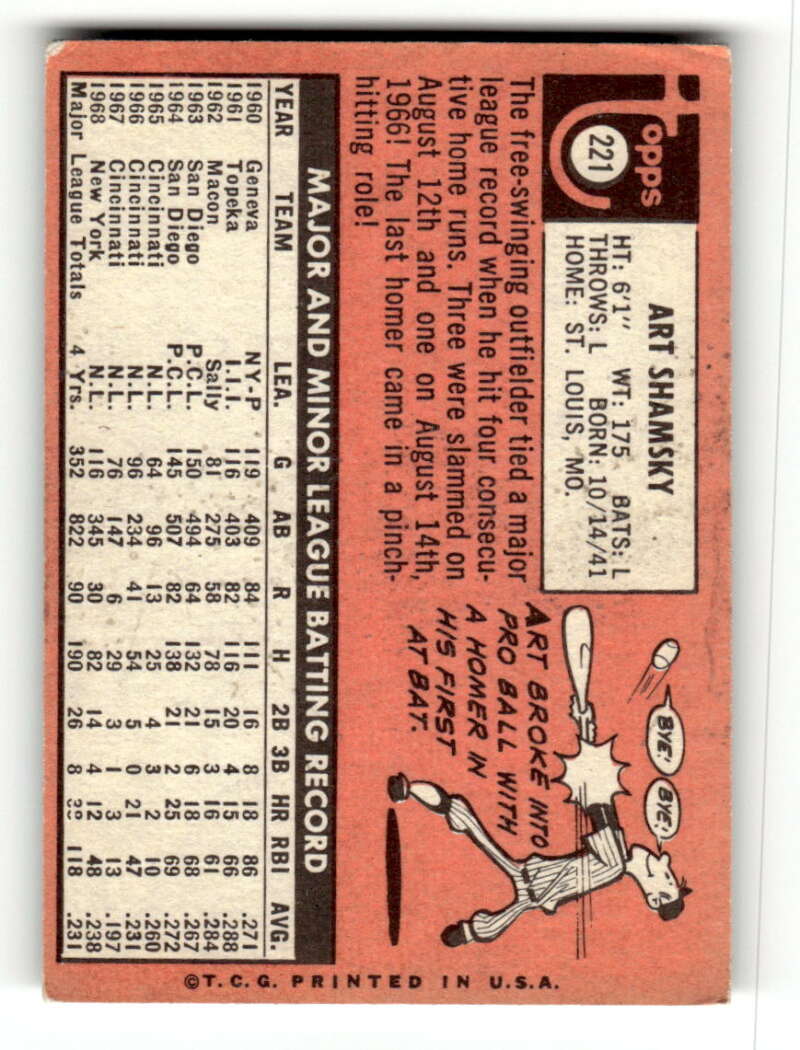 Topps
221
ART SHAMSKY
HT: 6'1" WT: 175 BATS: L
THROWS: L BORN: 10/14/41
HOME: ST. LOUIS, MO.
The free-swinging outfielder tied a major
league record when he hit four consecu-
tive home runs. Three were slammed on
August 12th and one on August 14th,
1966! The last homer came in a pinch-
hitting role!
BYE!
BYE!
ART BROKE INTO
PRO BALL WITH
A HOMER IN
HIS FIRST
AT BAT.
MAJOR AND MINOR LEAGUE BATTING RECORD
YEAR TEAM LEA. G AB R H 2B 3B HR RBI AVG.
1960 Geneva NY-P 119 409 84 111 16 8 18 86 .271
1961 Topeka I.I.I. 116 403 82 116 20 4 15 66 .288
1962 Macon Sally 81 275 58 78 15 3 16 61 .284
1963 San Diego P.C.L. 150 494 64 132 21 6 18 68 .267
1964 San Diego P.C.L. 145 507 82 138 21 2 25 69 .272
1965 Cincinnati N.L. 64 96 13 25 4 3 2 10 .260
1966 Cincinnati N.L. 96 234 41 54 5 0 21 47 .231
1967 Cincinnati N.L. 76 147 6 29 3 1 3 13 .197
1968 New York N.L. 116 345 30 82 14 4 12 48 .238
Major League Totals 4 Yrs. 352 822 90 190 26 8 118 .231
©T.C.G. PRINTED IN U.S.A.